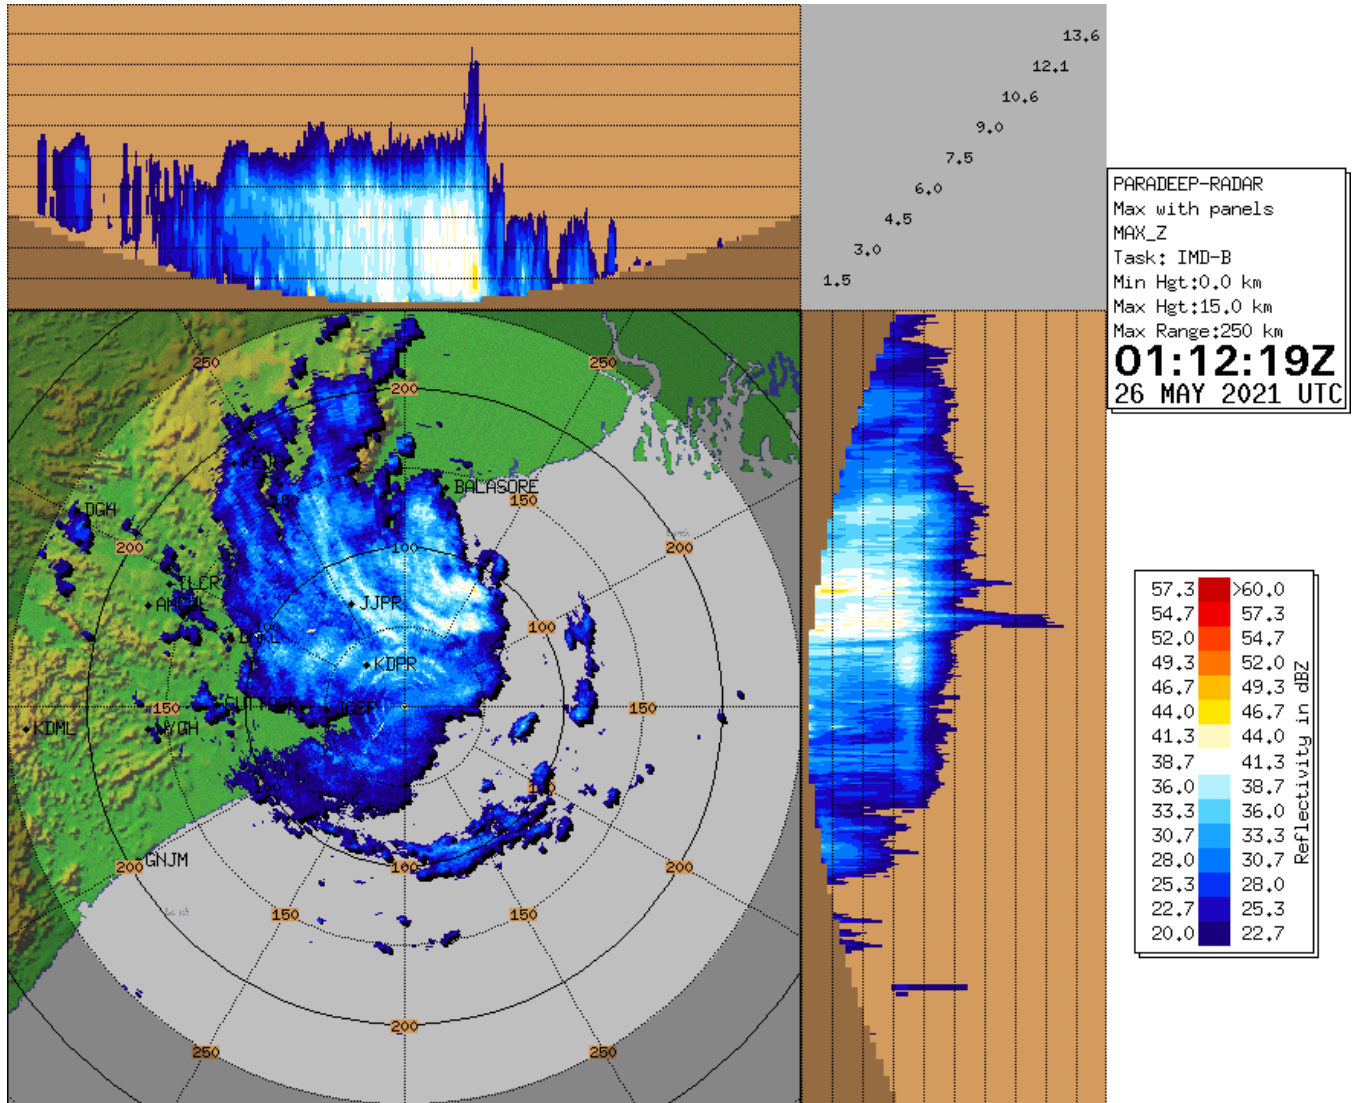 13.6
12.1
10.6
9.0
7.5
6.0
4.5
3.0
1.5
PARADEEP-RADAR
Max with panels
MAX_Z
Task: IMD-B
Min Hgt:0.0 km
Max Hgt:15.0 km
Max Range:250 km
01:12:19Z
26 MAY 2021 UTC
250
250
200
BALASORE
150
150
DGH
200
100
200
TLCR
JJPR
100
100
KDPR
150
150
KDML
GNJM
200
100
200
150
150
200
250
250
57.3 >60.0
54.7 57.3
52.0 54.7
49.3 52.0
46.7 49.3
44.0 46.7
41.3 44.0
38.7 41.3
36.0 38.7
33.3 36.0
30.7 33.3
28.0 30.7
25.3 28.0
22.7 25.3
20.0 22.7
Reflectivity in dBZ